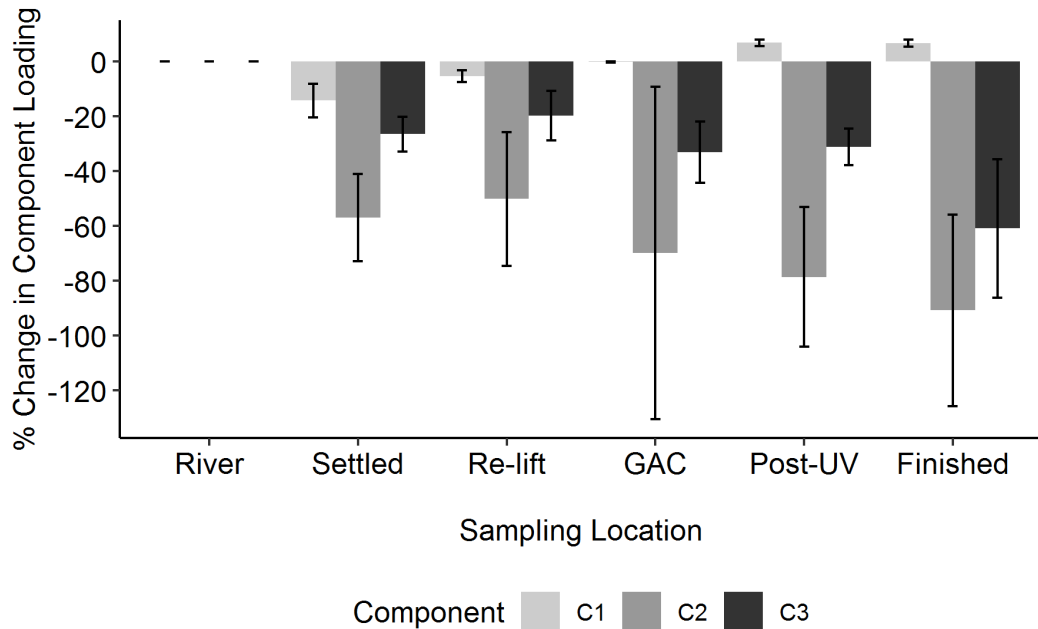 % Change in Component Loading
0
-20
-40
-60
-80
-100
-120
River Settled Re-lift GAC Post-UV Finished
Sampling Location
Component C1 C2 C3